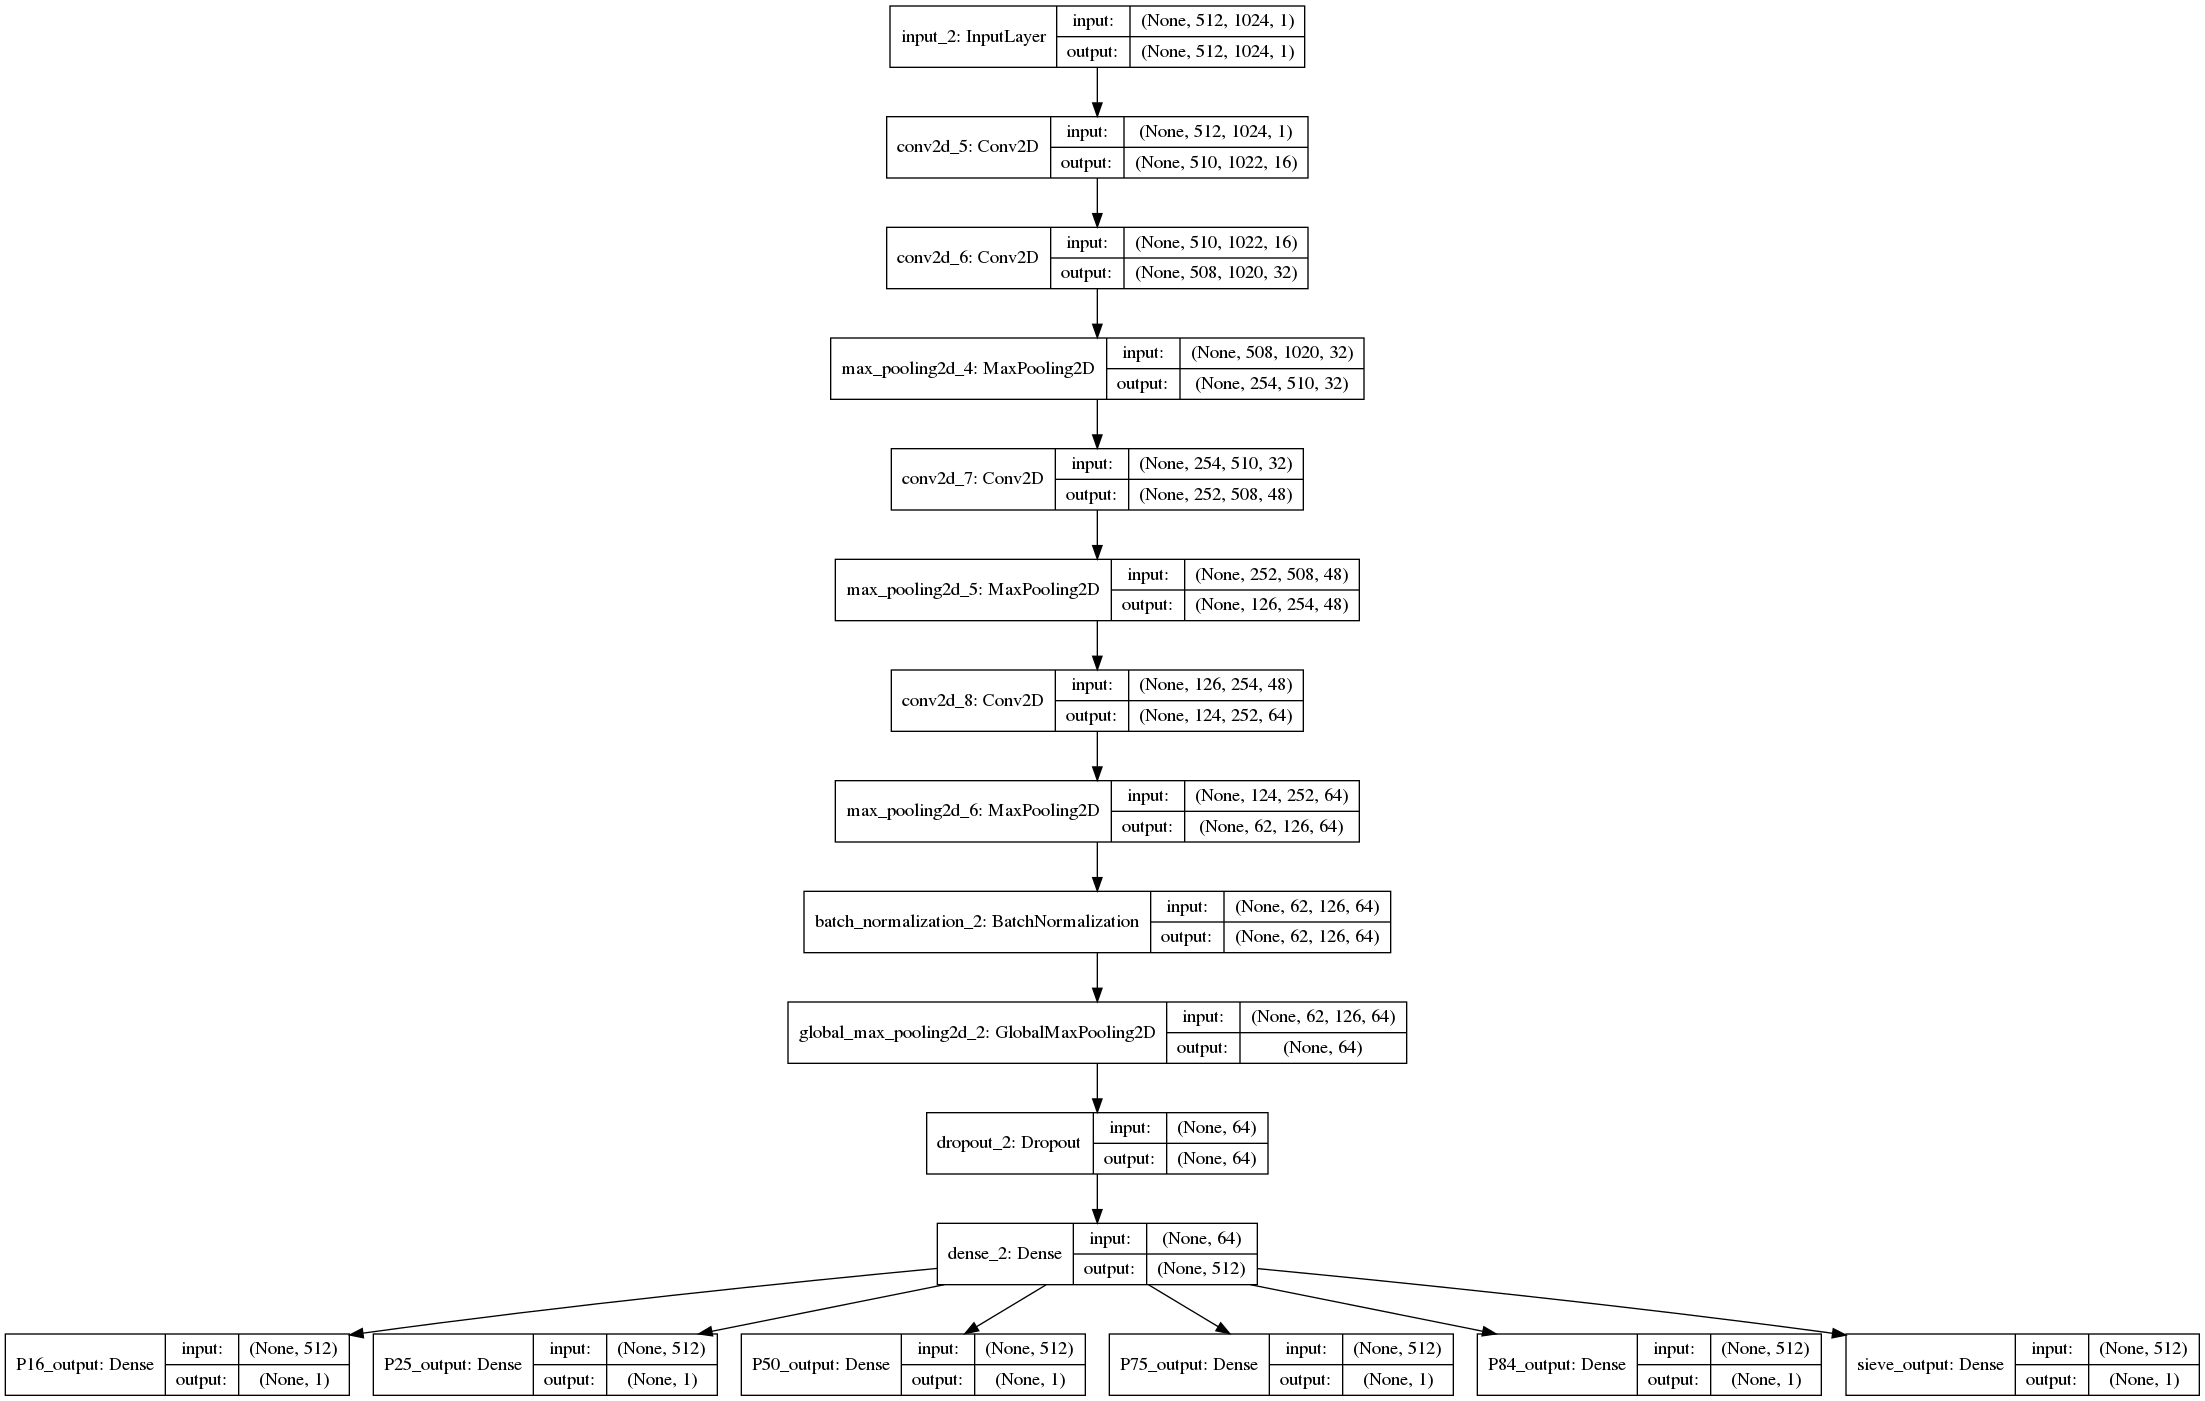 input_2: InputLayer
input: (None, 512, 1024, 1)
output: (None, 512, 1024, 1)
conv2d_5: Conv2D
input: (None, 512, 1024, 1)
output: (None, 510, 1022, 16)
conv2d_6: Conv2D
input: (None, 510, 1022, 16)
output: (None, 508, 1020, 32)
max_pooling2d_4: MaxPooling2D
input: (None, 508, 1020, 32)
output: (None, 254, 510, 32)
conv2d_7: Conv2D
input: (None, 254, 510, 32)
output: (None, 252, 508, 48)
max_pooling2d_5: MaxPooling2D
input: (None, 252, 508, 48)
output: (None, 126, 254, 48)
conv2d_8: Conv2D
input: (None, 126, 254, 48)
output: (None, 124, 252, 64)
max_pooling2d_6: MaxPooling2D
input: (None, 124, 252, 64)
output: (None, 62, 126, 64)
batch_normalization_2: BatchNormalization
input: (None, 62, 126, 64)
output: (None, 62, 126, 64)
global_max_pooling2d_2: GlobalMaxPooling2D
input: (None, 62, 126, 64)
output: (None, 64)
dropout_2: Dropout
input: (None, 64)
output: (None, 64)
dense_2: Dense
input: (None, 64)
output: (None, 512)
P16_output: Dense
input: (None, 512)
output: (None, 1)
P25_output: Dense
input: (None, 512)
output: (None, 1)
P50_output: Dense
input: (None, 512)
output: (None, 1)
P75_output: Dense
input: (None, 512)
output: (None, 1)
P84_output: Dense
input: (None, 512)
output: (None, 1)
sieve_output: Dense
input: (None, 512)
output: (None, 1)